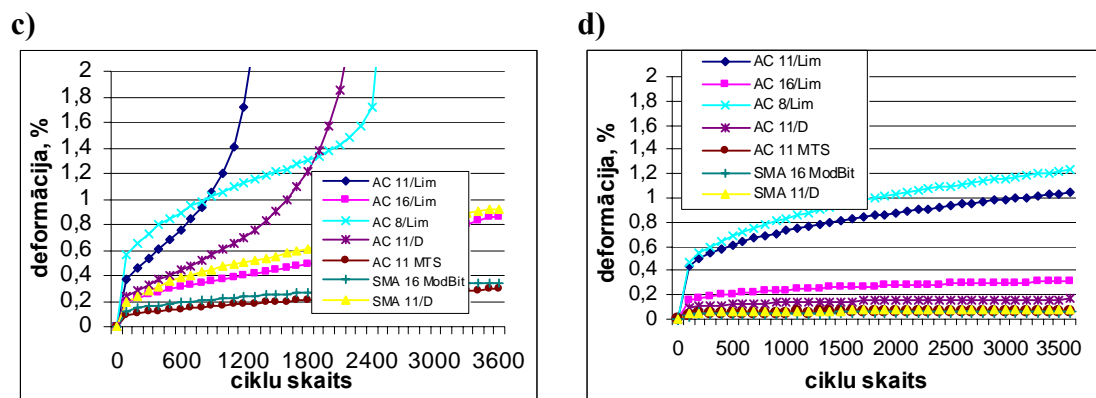 c)
deformācija, %
2
1,8
1,6
1,4
1,2
1
0,8
0,6
0,4
0,2
0
0 600 1200 1800 2400 3000 3600
ciklu skaits
AC 11/Lim
AC 16/Lim
AC 8/Lim
AC 11/D
AC 11 MTS
SMA 16 ModBit
SMA 11/D
d)
deformācija, %
2
1,8
1,6
1,4
1,2
1
0,8
0,6
0,4
0,2
0
0 500 1000 1500 2000 2500 3000 3500
ciklu skaits
AC 11/Lim
AC 16/Lim
AC 8/Lim
AC 11/D
AC 11 MTS
SMA 16 ModBit
SMA 11/D